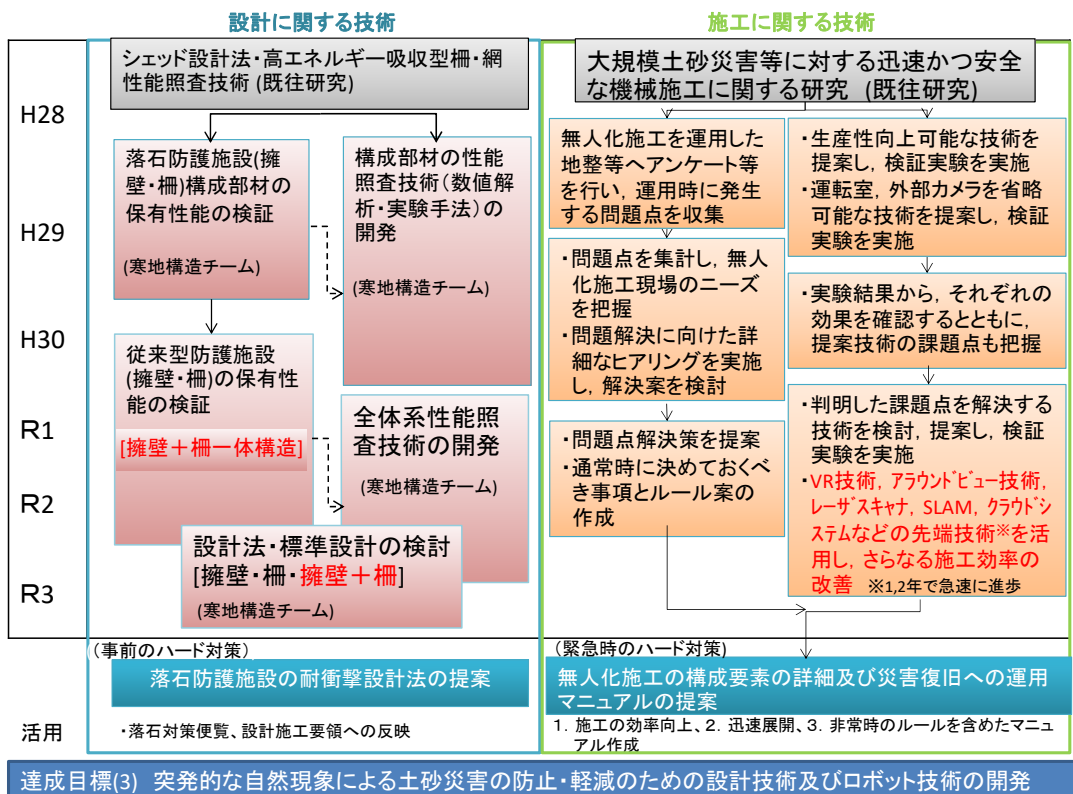 設計に関する技術
施工に関する技術
シェッド設計法・高エネルギー吸収型柵・網
性能照査技術 (既往研究)
大規模土砂災害等に対する迅速かつ安全
な機械施工に関する研究 (既往研究)
H28
H29
H30
R1
R2
R3
活用
落石防護施設(擁
壁・柵)構成部材の
保有性能の検証
(寒地構造チーム)
構成部材の性能
照査技術(数値解
析・実験手法)の
開発
(寒地構造チーム)
従来型防護施設
(擁壁・柵)の保有性
能の検証
[擁壁＋柵一体構造]
全体系性能照
査技術の開発
(寒地構造チーム)
設計法・標準設計の検討
[擁壁・柵・擁壁＋柵]
(寒地構造チーム)
無人化施工を運用した
地整等へアンケート等
を行い，運用時に発生
する問題点を収集
・問題点を集計し，無人
化施工現場のニーズ
を把握
・問題解決に向けた詳
細なヒアリングを実施
し，解決案を検討
・問題点解決策を提案
・通常時に決めておくべ
き事項とルール案の
作成
・生産性向上可能な技術を
提案し，検証実験を実施
・運転室，外部カメラを省略
可能な技術を提案し，検証
実験を実施
・実験結果から，それぞれの
効果を確認するとともに，
提案技術の課題点も把握
・判明した課題点を解決する
技術を検討，提案し，検証
実験を実施
・VR技術，ｱﾗｳﾝﾄﾞﾋﾞｭｰ技術，
ﾚｰｻﾞｽｷｬﾅ，SLAM，ｸﾗｳﾄﾞｼ
ｽﾃﾑなどの先端技術※を活
用し，さらなる施工効率の
改善 ※1,2年で急速に進歩
(事前のハード対策)
落石防護施設の耐衝撃設計法の提案
・落石対策便覧、設計施工要領への反映
(緊急時のハード対策)
無人化施工の構成要素の詳細及び災害復旧への運用
マニュアルの提案
1．施工の効率向上、2．迅速展開、3．非常時のルールを含めたマニュ
アル作成
達成目標(3) 突発的な自然現象による土砂災害の防止・軽減のための設計技術及びロボット技術の開発